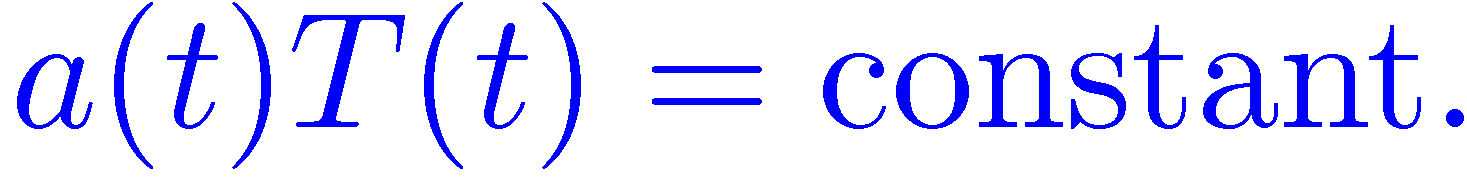 a(t)T(t) = constant.